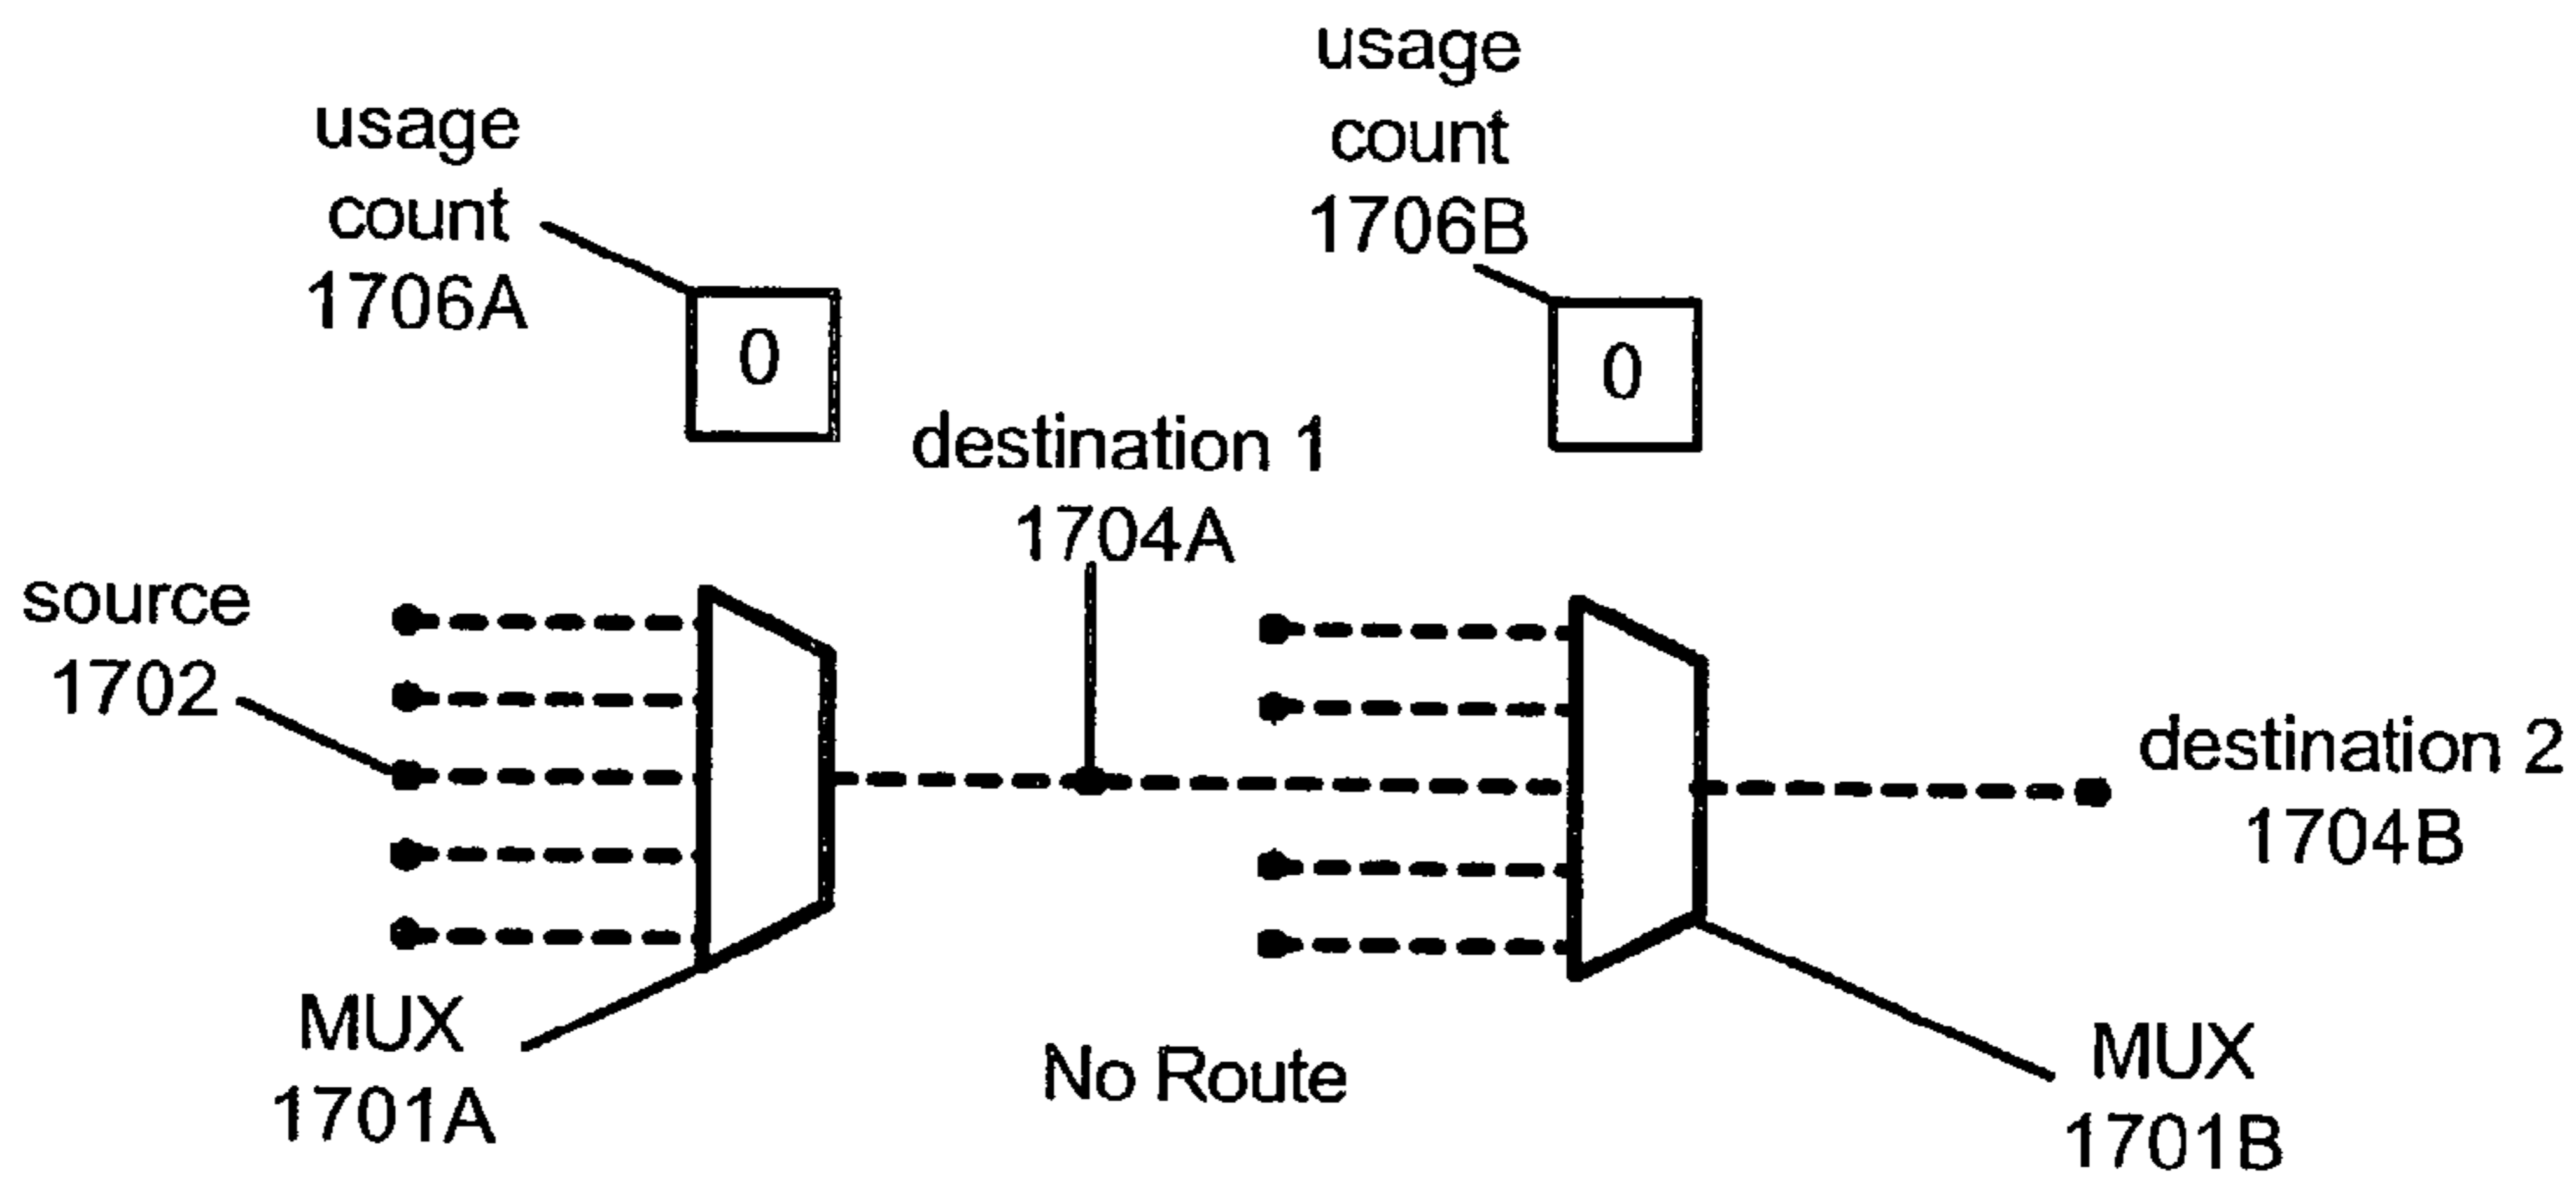 usage
count
1706A
0
usage
count
1706B
0
destination 1
1704A
source
1702
destination 2
1704B
MUX
1701A
No Route
MUX
1701B